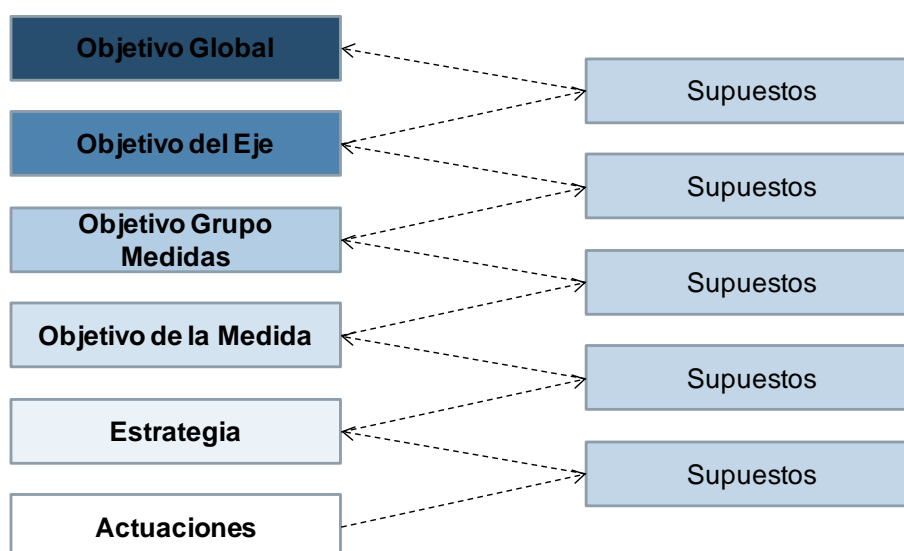 Objetivo Global
Supuestos
Objetivo del Eje
Supuestos
Objetivo Grupo
Medidas
Supuestos
Objetivo de la Medida
Supuestos
Estrategia
Supuestos
Actuaciones